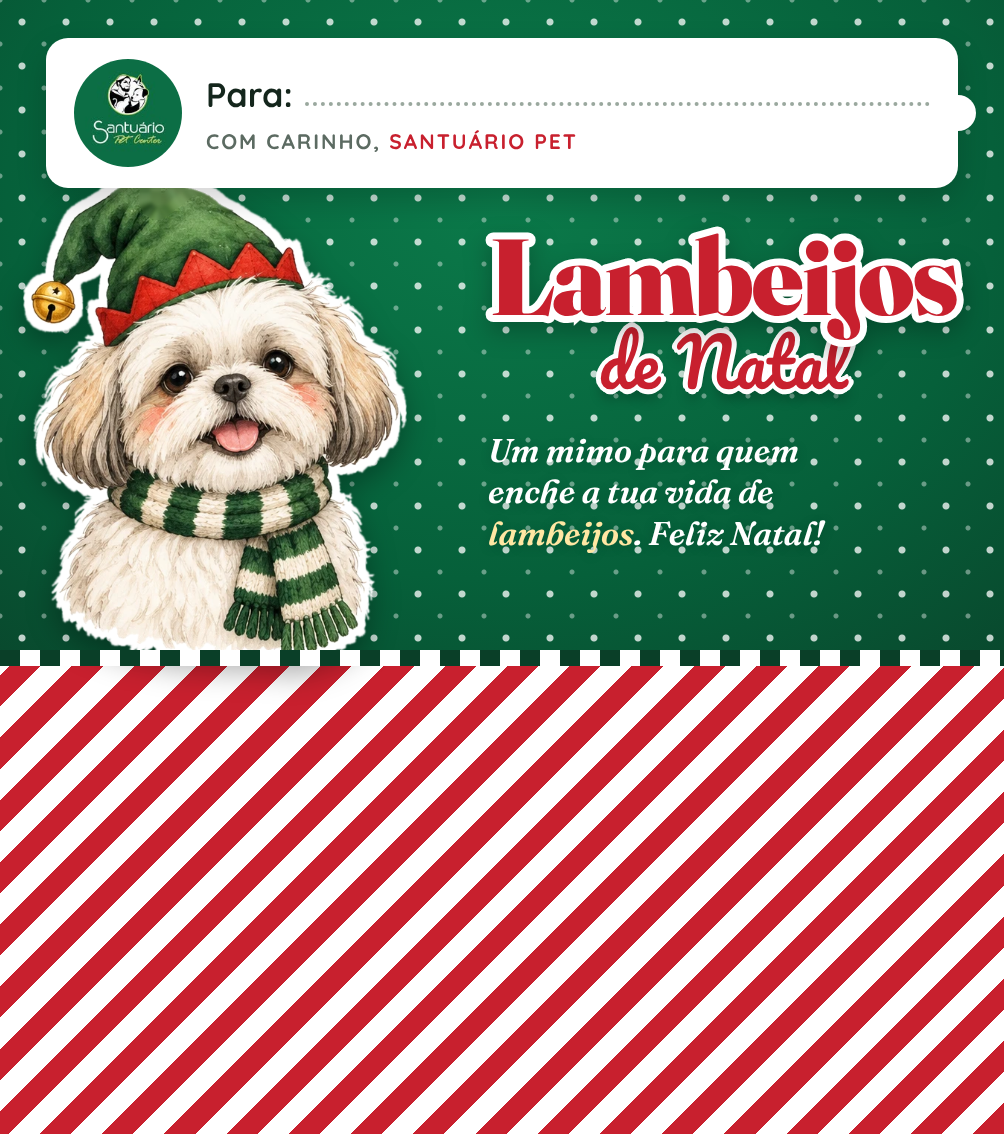 Santuário
Pet Center
Para:
COM CARINHO, SANTUÁRIO PET
Lambeijos
de Natal
Um mimo para quem
enche a tua vida de
lambeijos. Feliz Natal!